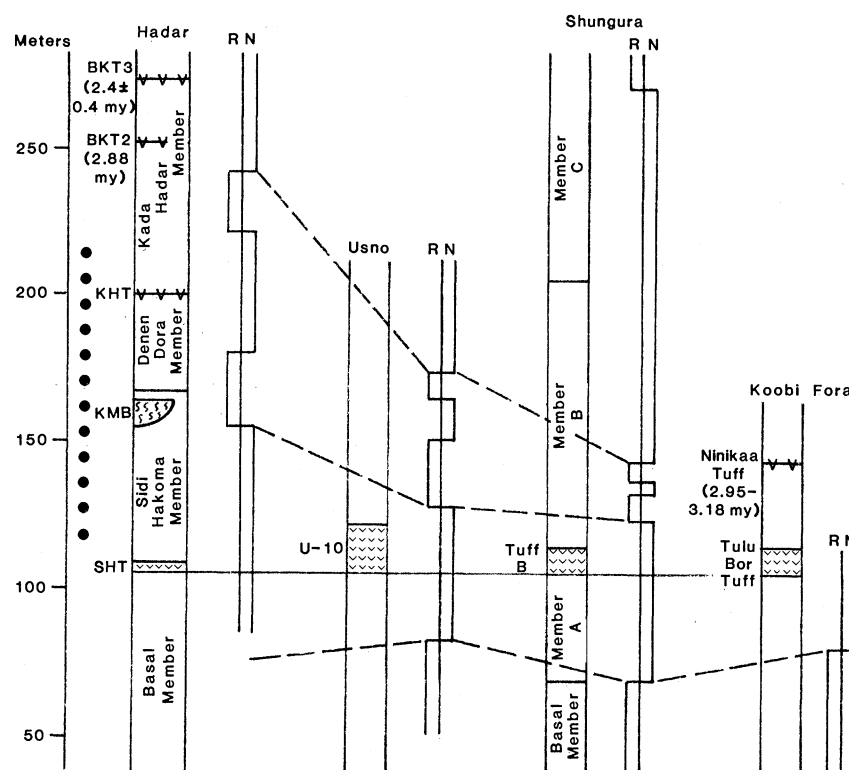 Meters
Hadar
R N
Shungura
R N
BKT3
(2.4±
0.4 my)
250
BKT2
(2.88
my)
Kada
Hadar
Member
Member
C
Usno
R N
200
KHT
Denen
Dora
Member
KMB
Member
B
Koobi Fora
150
Sidi
Hakoma
Member
Ninikaa
Tuff
(2.95–
3.18 my)
U-10
Tuff
B
Tulu
Bor
Tuff
R N
SHT
100
Basal
Member
Member
A
50
Basal
Member